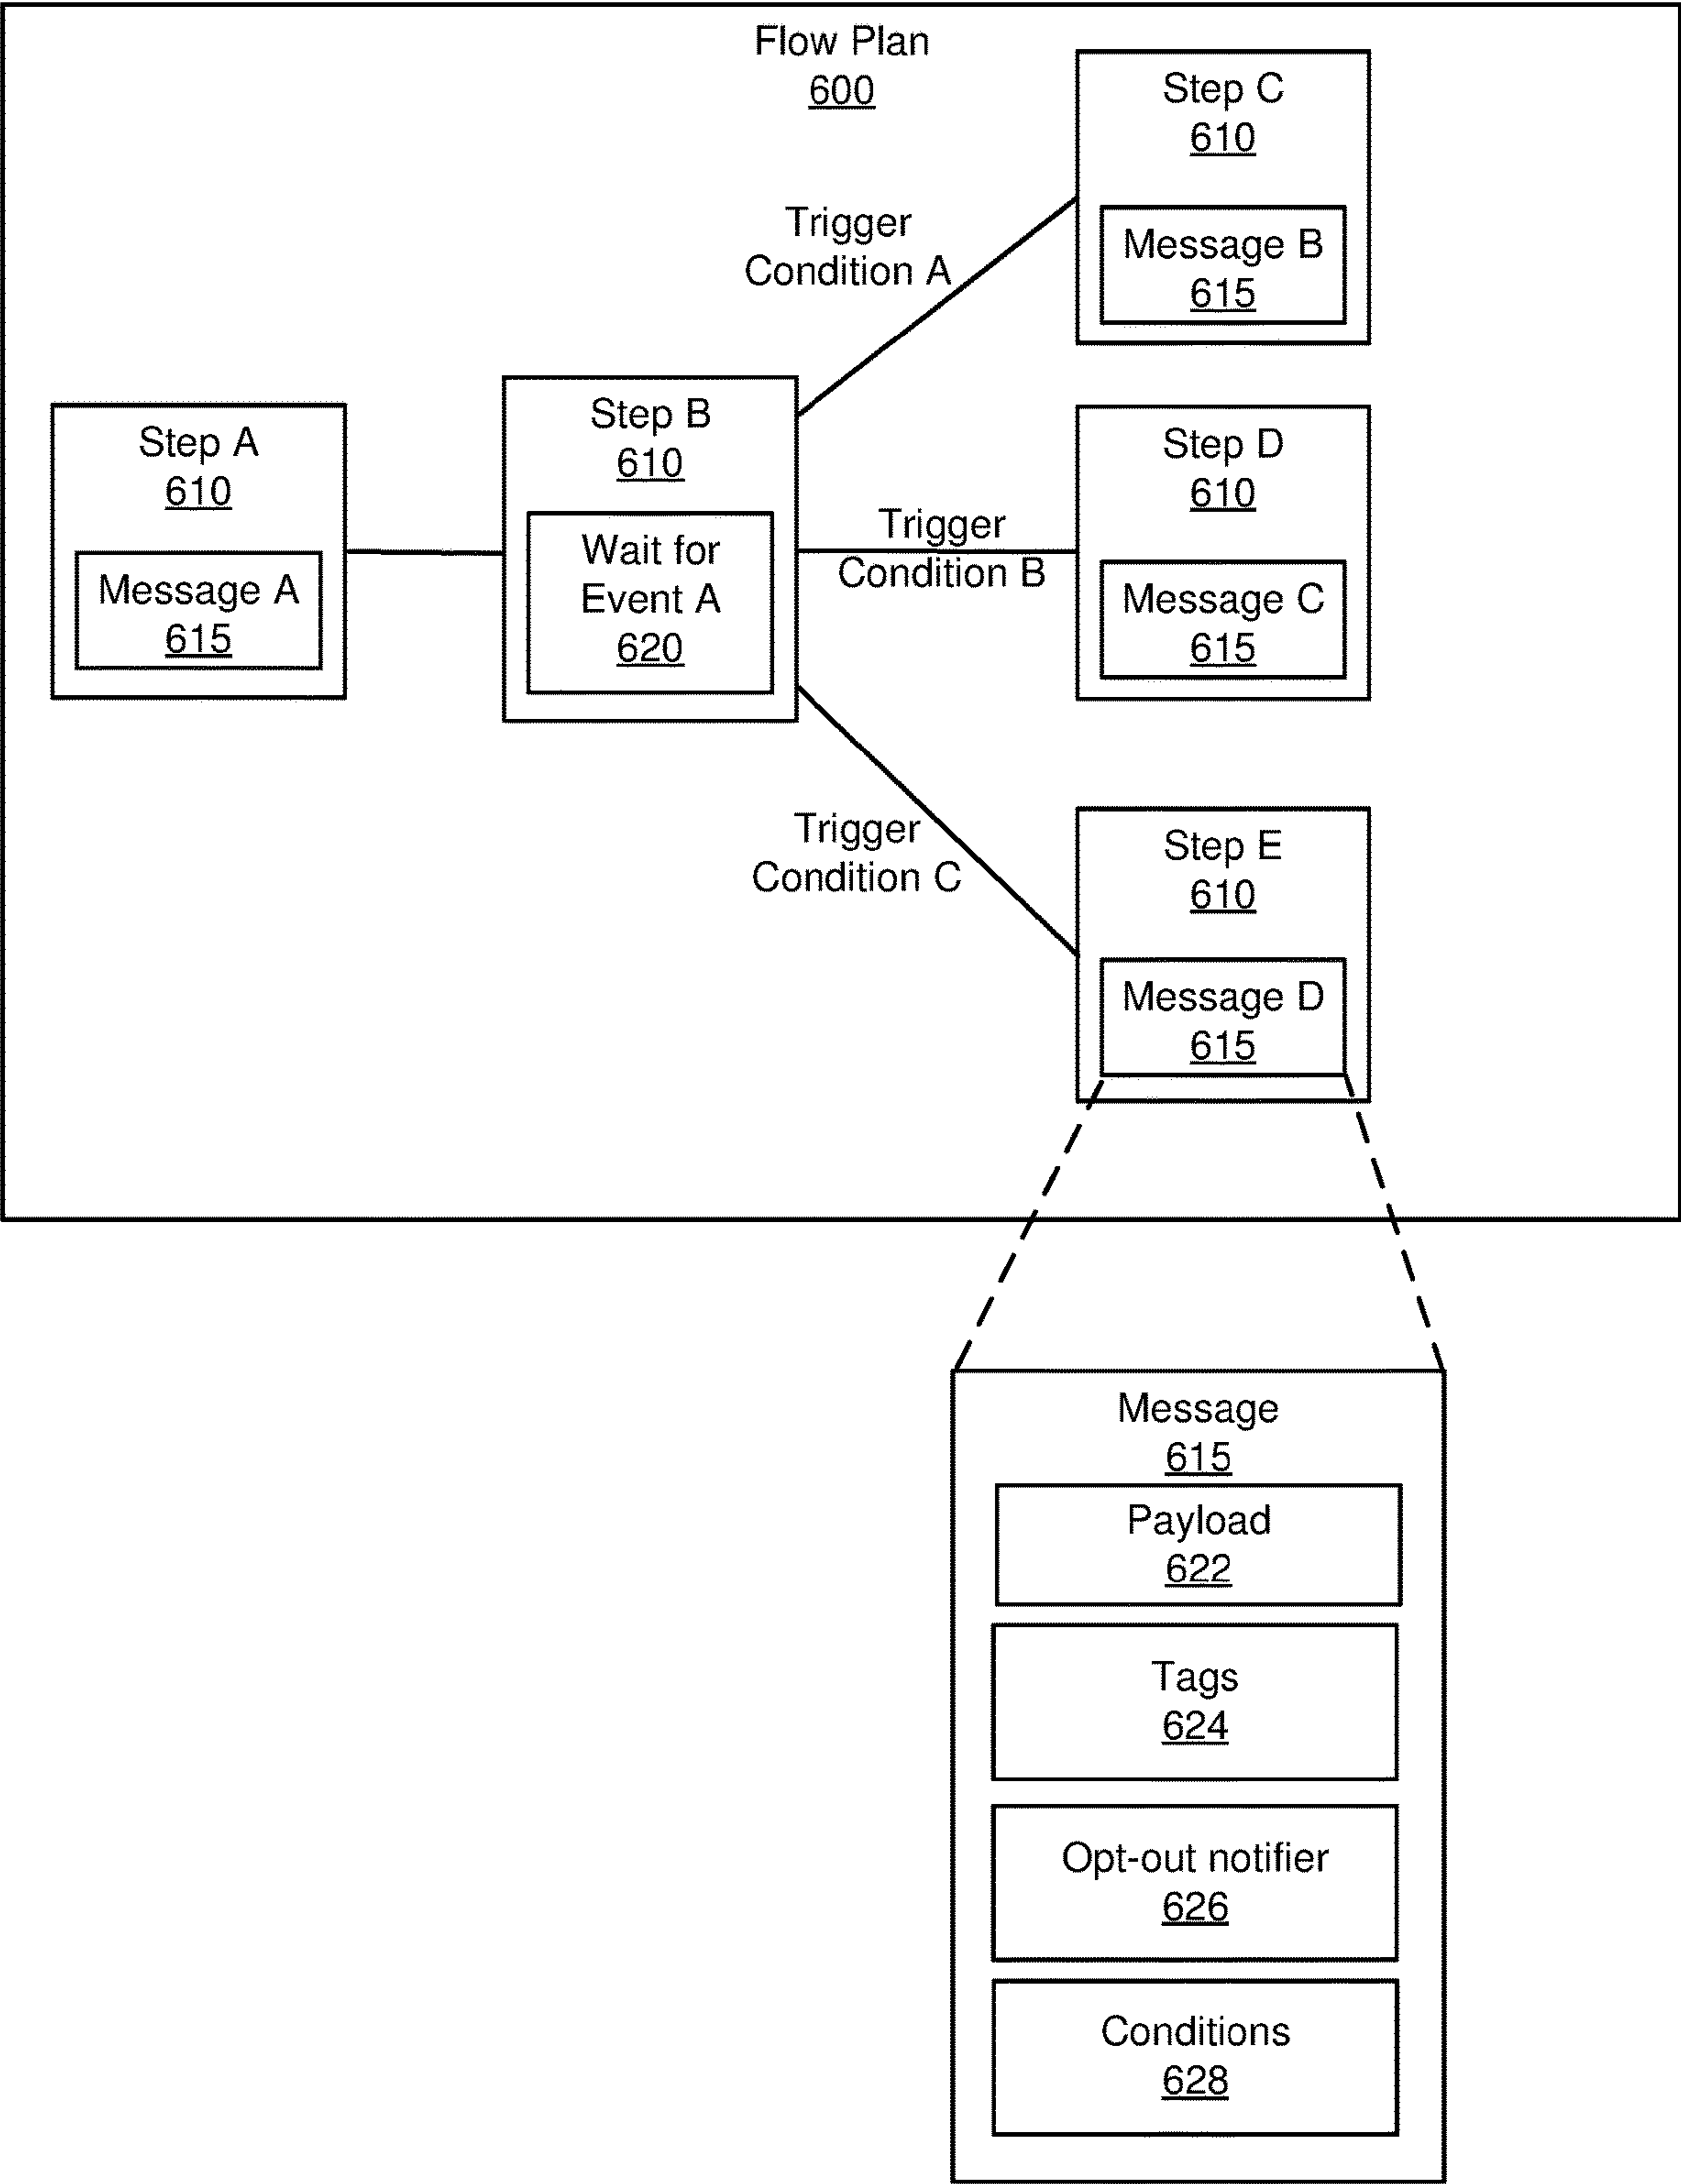 Flow Plan
600
Step C
610
Message B
615
Trigger
Condition A
Step A
610
Message A
615
Step B
610
Wait for
Event A
620
Trigger
Condition B
Step D
610
Message C
615
Trigger
Condition C
Step E
610
Message D
615
Message
615
Payload
622
Tags
624
Opt-out notifier
626
Conditions
628